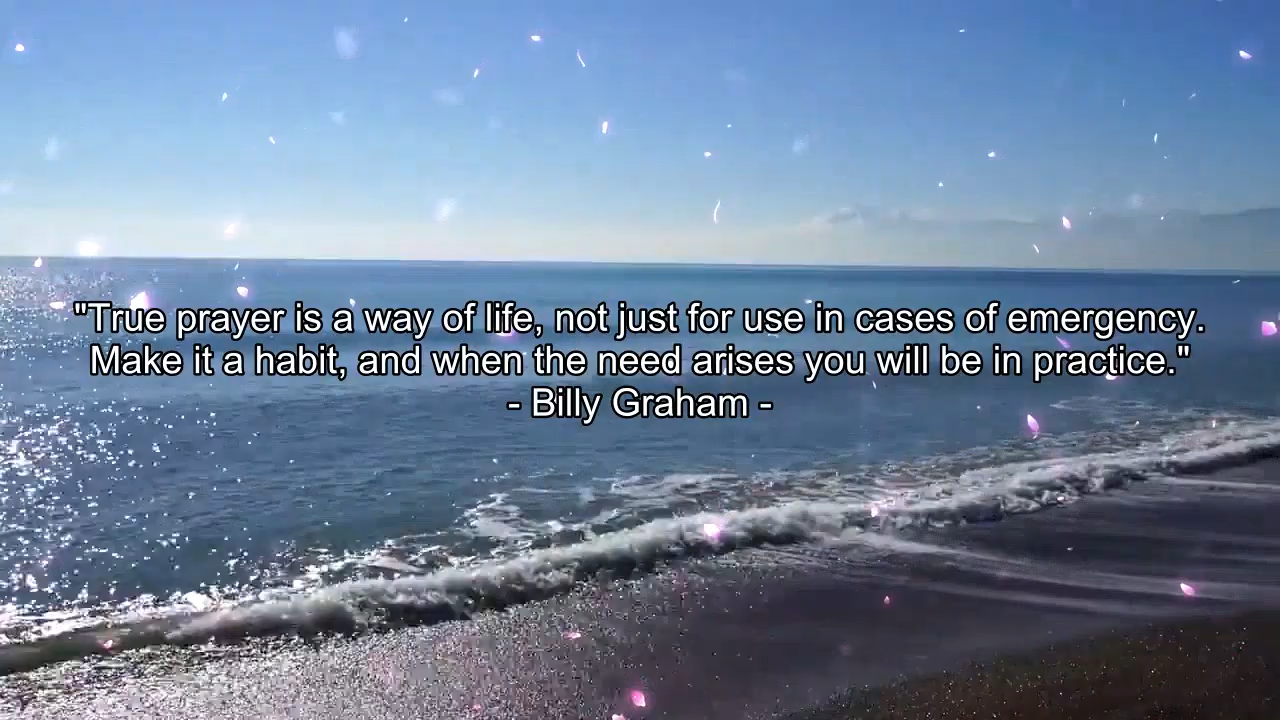 "True prayer is a way of life, not just for use in cases of emergency.
Make it a habit, and when the need arises you will be in practice."
- Billy Graham -